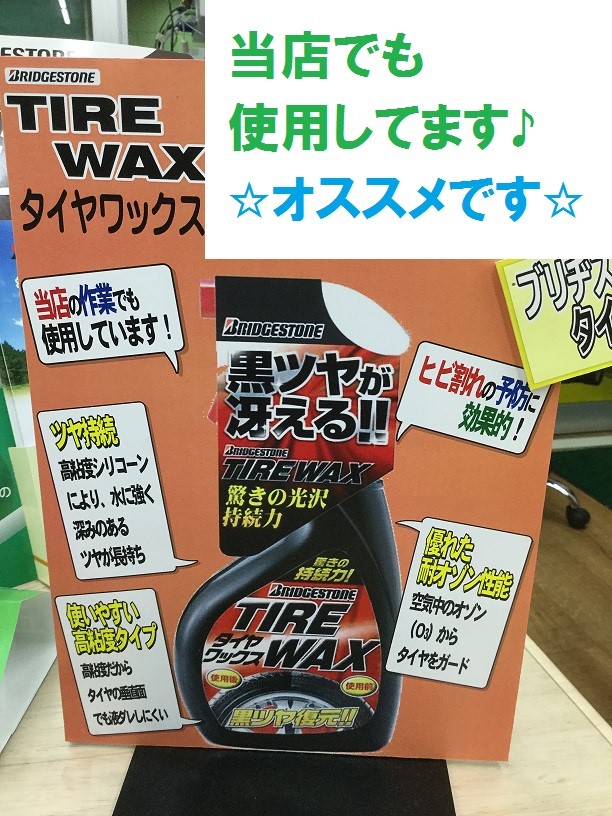 当店でも
使用してます♪
☆オススメです☆
BRIDGESTONE
TIRE
WAX
タイヤワックス
当店の作業でも
使用しています！
ツヤ持続
高粘度シリコーン
により、水に強く
深みのある
ツヤが長持ち
使いやすい
高粘度タイプ
高粘度だから
タイヤの垂直面
でも液ダレしにくい
BRIDGESTONE
黒ツヤが
冴える!!
BRIDGESTONE
TIRE WAX
驚きの光沢
持続力
驚きの
持続力!
BRIDGESTONE
TIRE
タイヤ
ワックス
WAX
使用後
使用前
黒ツヤ復元!!
ブリヂス
タイ
ヒビ割れの予防に
効果的！
優れた
耐オゾン性能
空気中のオゾン
(O₃)から
タイヤをガード